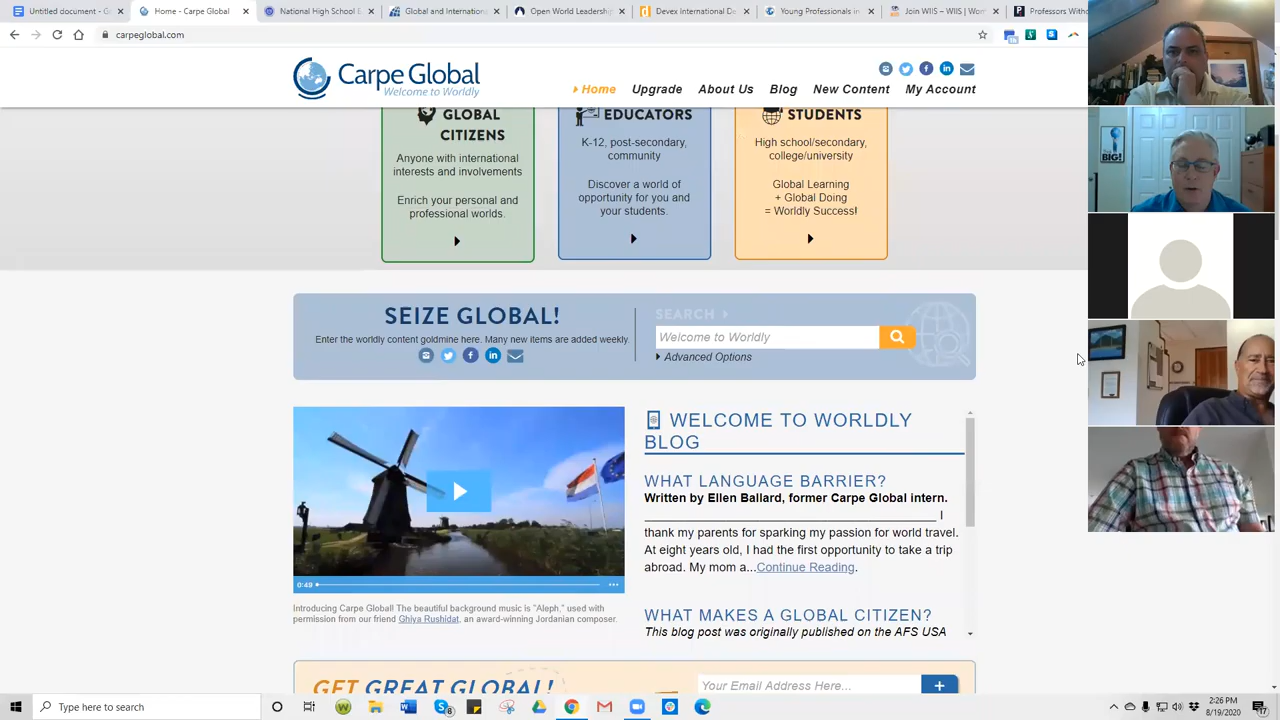 Untitled document - Google
Home - Carpe Global
National High School E
Global and Internation
Open World Leadership
Devex International D
Young Professionals in
Join WIIS – WIIS | Wom
Professors Without
carpeglobal.com
Carpe Global
Welcome to Worldly
Home Upgrade About Us Blog New Content My Account
GLOBAL
CITIZENS
Anyone with international
interests and involvements
Enrich your personal and
professional worlds.
EDUCATORS
K-12, post-secondary,
community
Discover a world of
opportunity for you and
your students.
STUDENTS
High school/secondary,
college/university
Global Learning
+ Global Doing
= Worldly Success!
SEIZE GLOBAL!
Enter the worldly content goldmine here. Many new items are added weekly.
SEARCH
Welcome to Worldly
Advanced Options
0:49
Introducing Carpe Global! The beautiful background music is "Aleph," used with
permission from our friend Ghiya Rushidat, an award-winning Jordanian composer.
WELCOME TO WORLDLY
BLOG
WHAT LANGUAGE BARRIER?
Written by Ellen Ballard, former Carpe Global intern.
I
thank my parents for sparking my passion for world travel.
At eight years old, I had the first opportunity to take a trip
abroad. My mom a...Continue Reading.
WHAT MAKES A GLOBAL CITIZEN?
This blog post was originally published on the AFS USA
GET GREAT GLOBAL!
Your Email Address Here...
+
BIG!
Type here to search
2:26 PM
8/19/2020
17